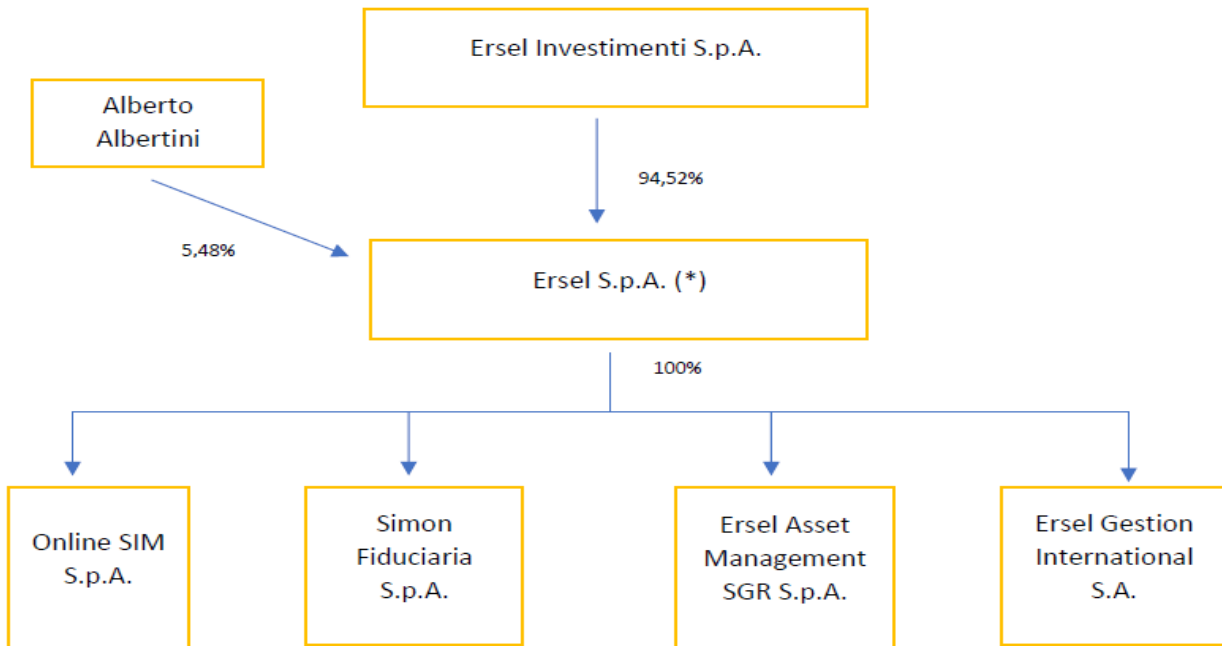 Ersel Investimenti S.p.A.
Alberto
Albertini
94,52%
5,48%
Ersel S.p.A. (*)
100%
Online SIM
S.p.A.
Simon
Fiduciaria
S.p.A.
Ersel Asset
Management
SGR S.p.A.
Ersel Gestion
International
S.A.